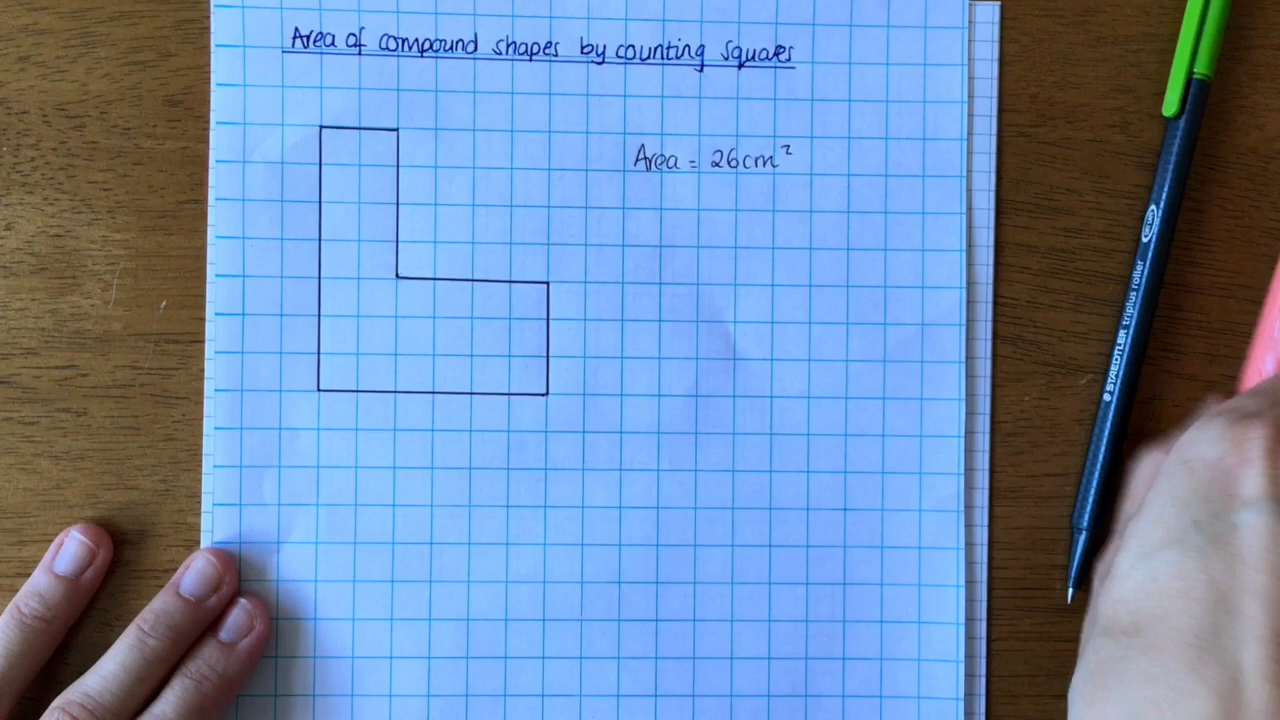 Area of compound shapes by counting squares
Area = 26cm²
STAEDTLER triplus roller